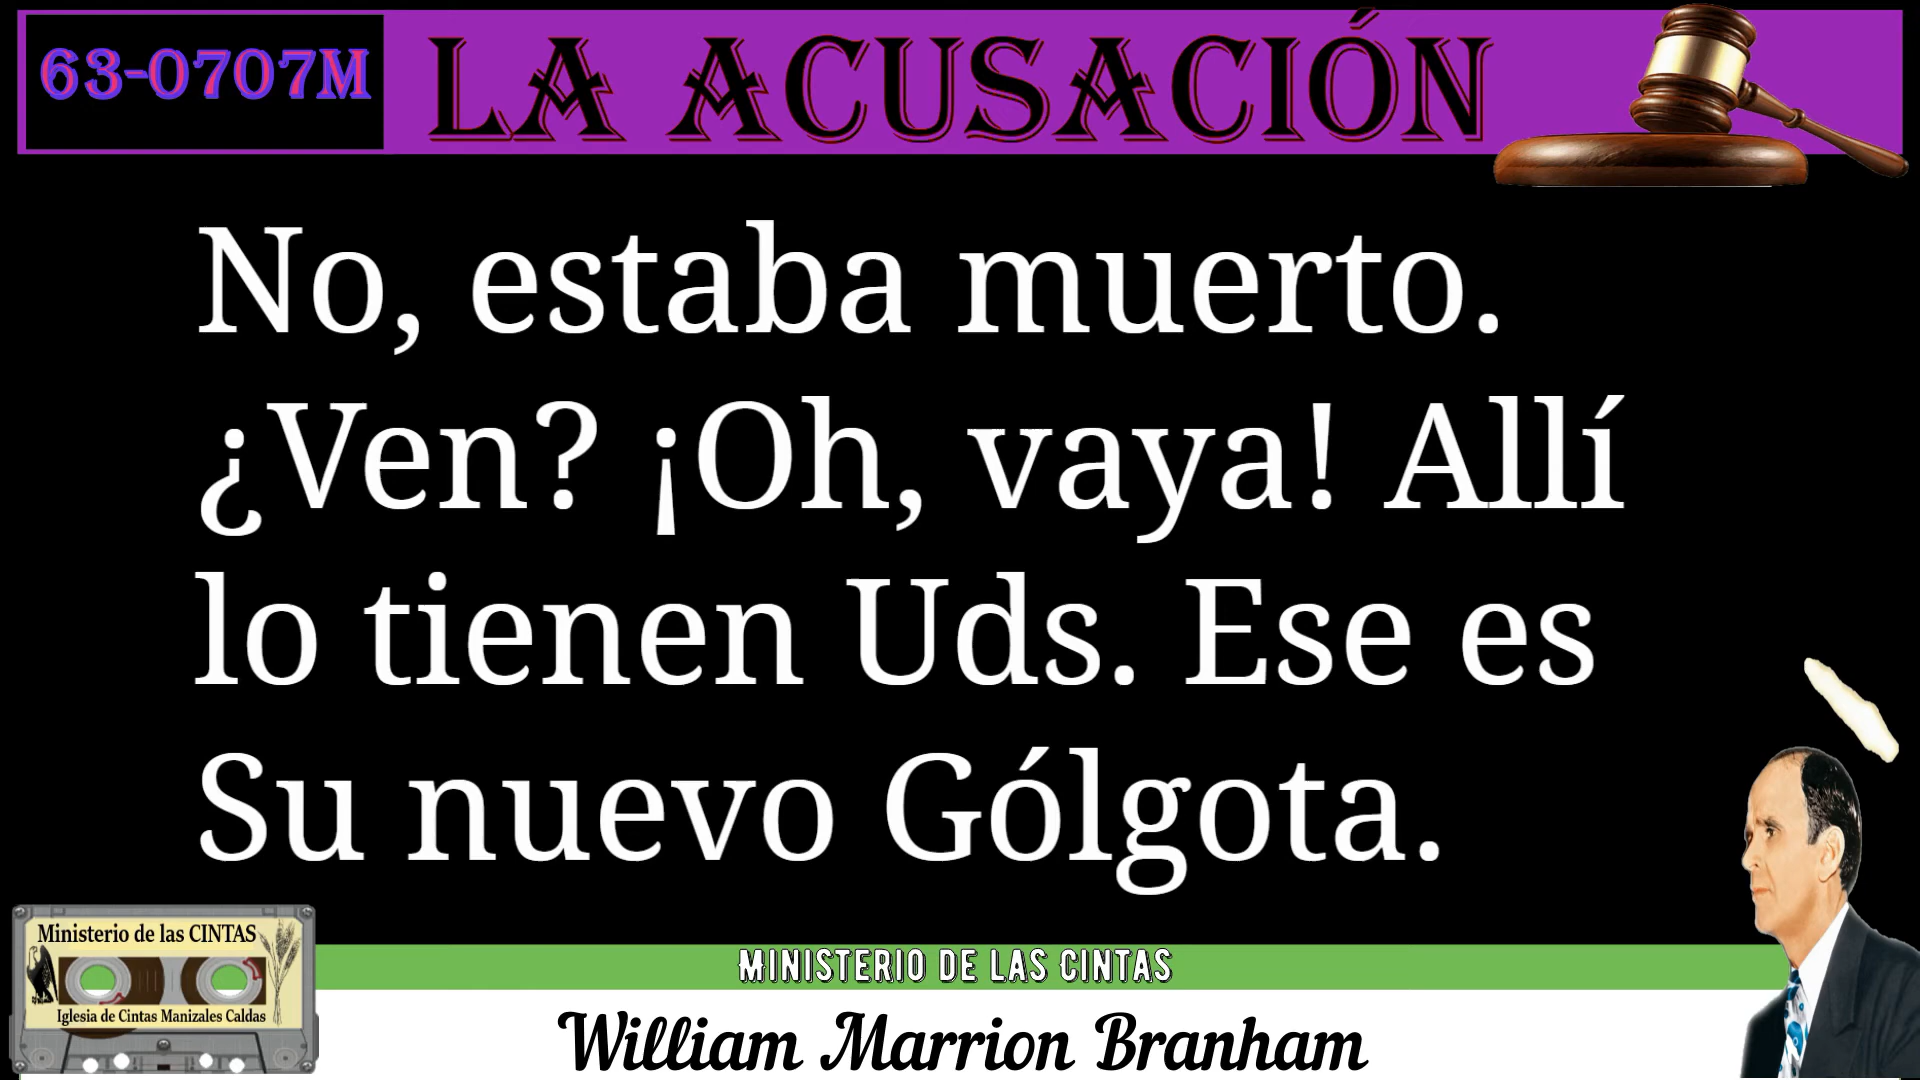 63-0707M
LA ACUSACIÓN
No, estaba muerto.
¿Ven? ¡Oh, vaya! Allí
lo tienen Uds. Ese es
Su nuevo Gólgota.
Ministerio de las CINTAS
Iglesia de Cintas Manizales Caldas
MINISTERIO DE LAS CINTAS
William Marrion Branham